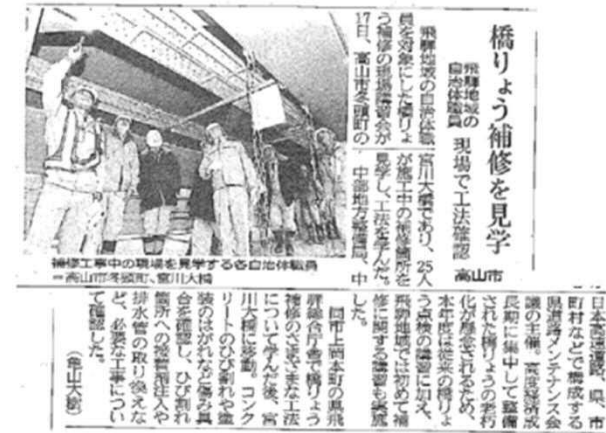 橋りょう補修を見学
飛騨地域の
自治体職員
現場で工法確認
高山市
飛騨地域の自治体職
員を対象にした橋りょ
う補修の現場講習会が
17日、高山市冬頭町の
宮川大橋であり、25人
が施工中の補修箇所を
見学し、工法を学んだ。
中部地方整備局、中
日本高速道路、県、市
町村などで構成する
県道路メンテナンス会
議の主催。高度経済成
長期に集中して整備
された橋りょうの老朽
化が懸念されるため、
本年度は従来の橋りょ
う点検の講習に加え、
飛騨地域では初めて補
修に関する講習も実施
した。
同市上岡本町の県飛
騨総合庁舎で橋りょう
補修のさまざまな工法
について学んだ後、宮
川大橋に移動。コンク
リートのひび割れや塗
装のはがれなど傷み具
合を確認し、ひび割れ
箇所への接着剤注入や
排水管の取り換えな
ど、必要な工事につい
て確認した。
(亀山大樹)
補修工事中の現場を見学する各自治体職員
=高山市冬頭町、宮川大橋